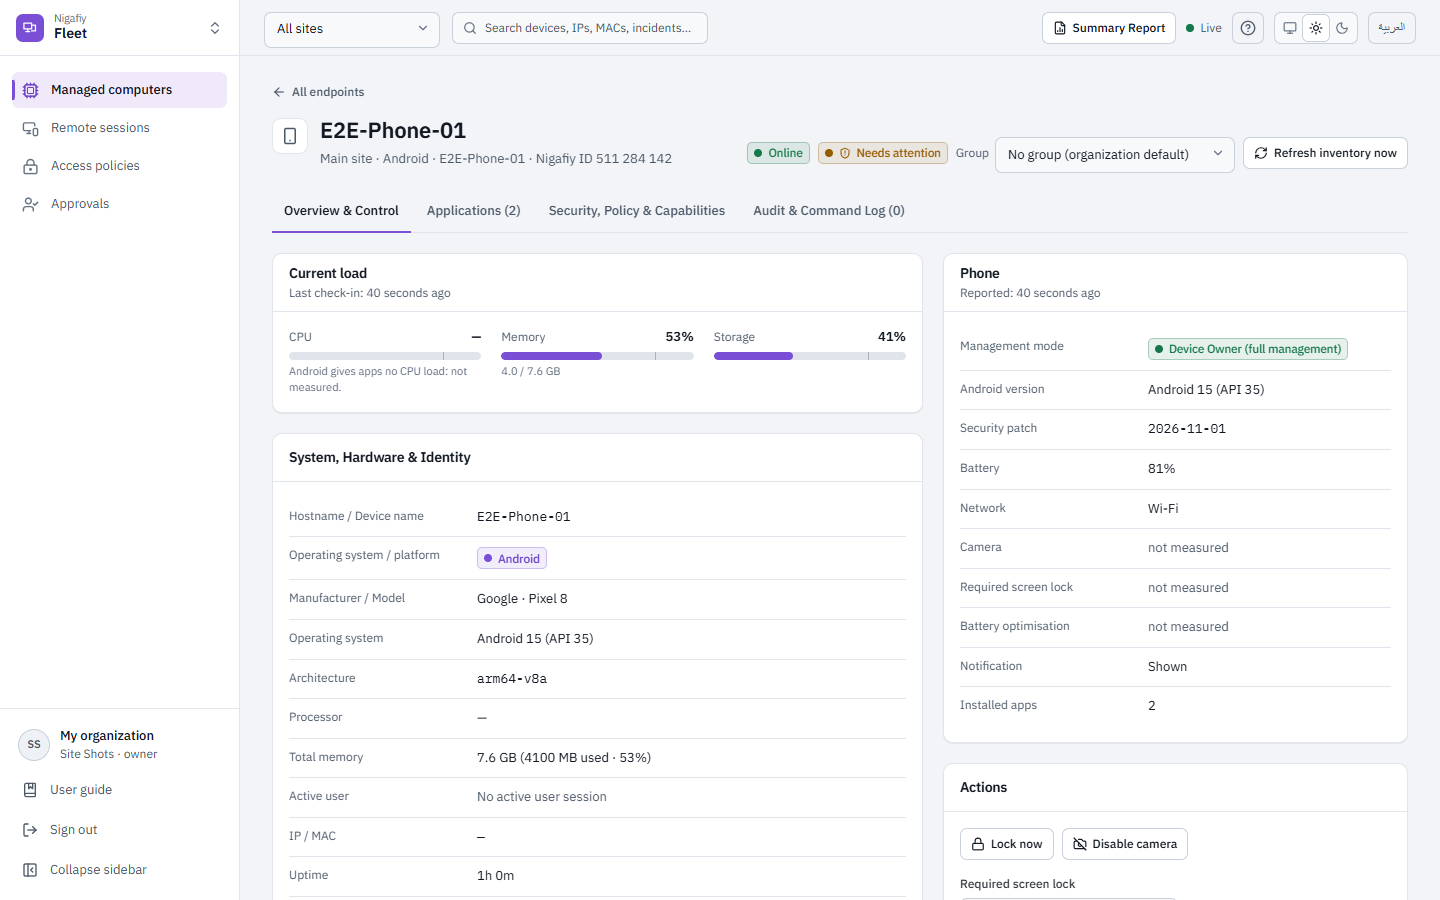 Nigafiy
Fleet
All sites
Search devices, IPs, MACs, incidents...
Summary Report
Live
العربية
Managed computers
Remote sessions
Access policies
Approvals
All endpoints
E2E-Phone-01
Main site · Android · E2E-Phone-01 · Nigafiy ID 511 284 142
Online
Needs attention
Group
No group (organization default)
Refresh inventory now
Overview & Control
Applications (2)
Security, Policy & Capabilities
Audit & Command Log (0)
Current load
Last check-in: 40 seconds ago
CPU
—
Android gives apps no CPU load: not
measured.
Memory
53%
4.0 / 7.6 GB
Storage
41%
System, Hardware & Identity
Hostname / Device name
E2E-Phone-01
Operating system / platform
Android
Manufacturer / Model
Google · Pixel 8
Operating system
Android 15 (API 35)
Architecture
arm64-v8a
Processor
—
Total memory
7.6 GB (4100 MB used · 53%)
Active user
No active user session
IP / MAC
—
Uptime
1h 0m
Phone
Reported: 40 seconds ago
Management mode
Device Owner (full management)
Android version
Android 15 (API 35)
Security patch
2026-11-01
Battery
81%
Network
Wi-Fi
Camera
not measured
Required screen lock
not measured
Battery optimisation
not measured
Notification
Shown
Installed apps
2
Actions
Lock now
Disable camera
Required screen lock
SS
My organization
Site Shots · owner
User guide
Sign out
Collapse sidebar